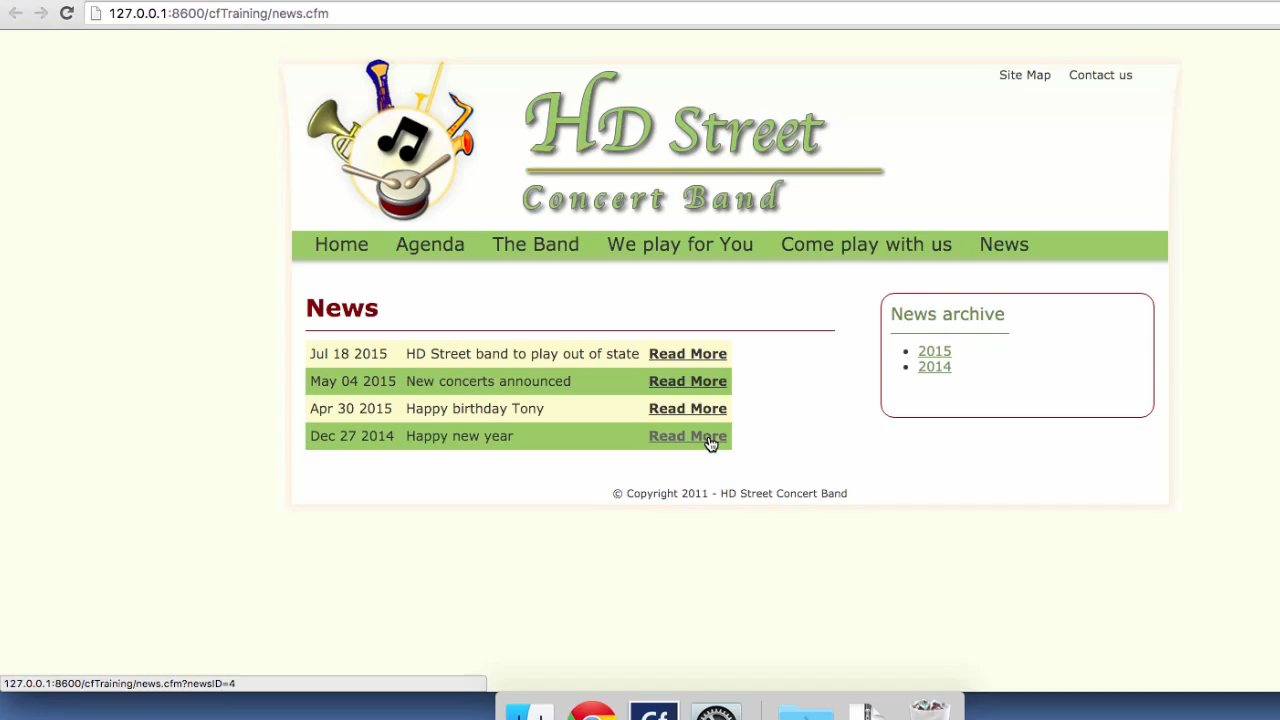 127.0.0.1:8600/cfTraining/news.cfm
Site Map Contact us
HD Street
Concert Band
Home Agenda The Band We play for You Come play with us News
News
Jul 18 2015 HD Street band to play out of state Read More
May 04 2015 New concerts announced Read More
Apr 30 2015 Happy birthday Tony Read More
Dec 27 2014 Happy new year Read More
News archive
2015
2014
© Copyright 2011 - HD Street Concert Band
127.0.0.1:8600/cfTraining/news.cfm?newsID=4
Cf